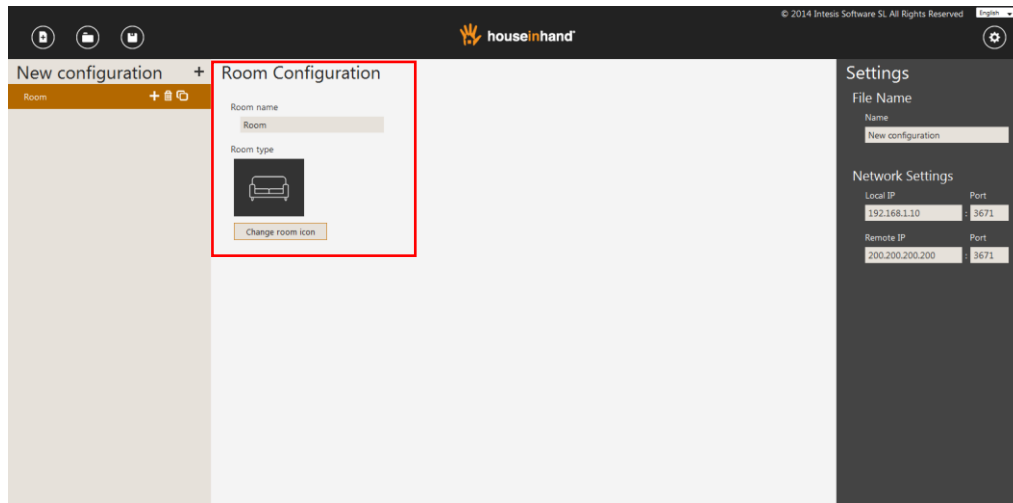 © 2014 Intesis Software SL All Rights Reserved English
houseinhand
New configuration +
Room
Room Configuration
Room name
Room
Room type
Change room icon
Settings
File Name
Name
New configuration
Network Settings
Local IP Port
192.168.1.10 : 3671
Remote IP Port
200.200.200.200 : 3671